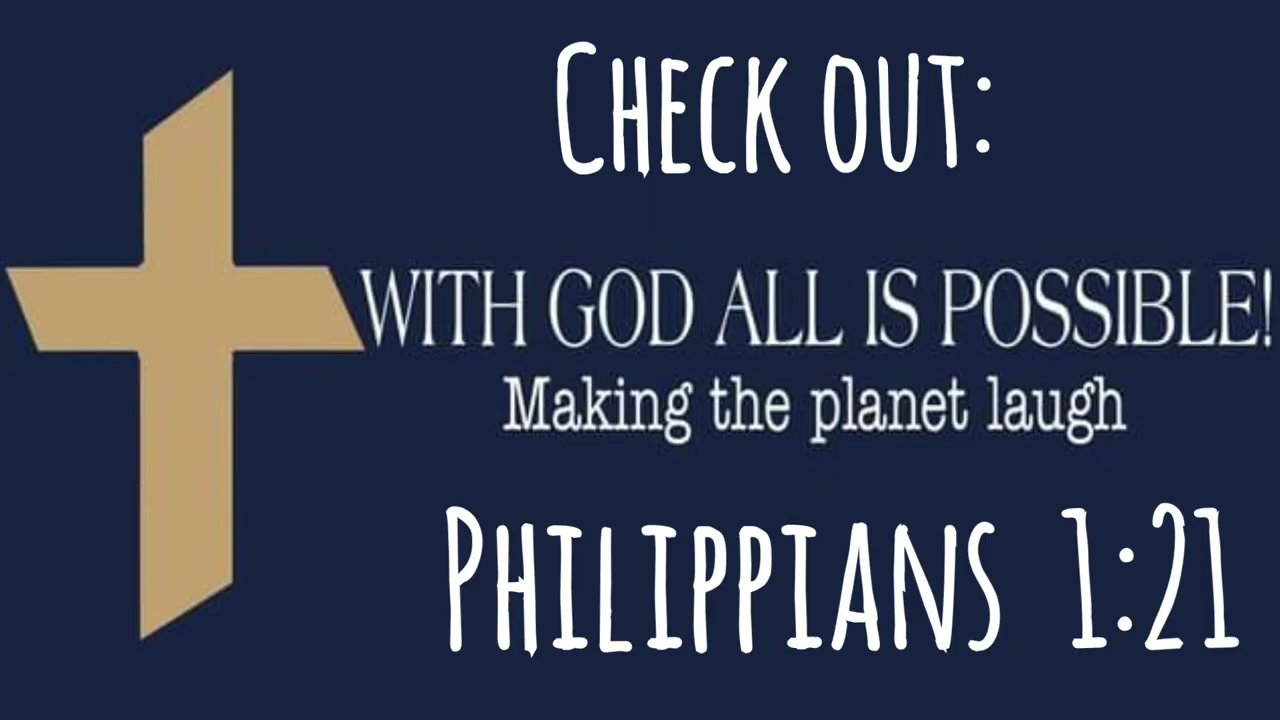 Check out:
WITH GOD ALL IS POSSIBLE!
Making the planet laugh
Philippians 1:21